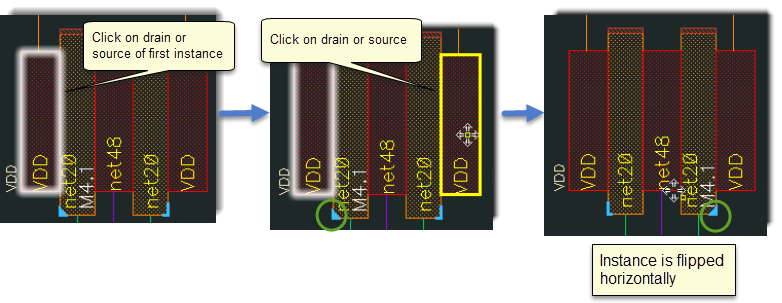 Click on drain or
source of first instance
VDD
VDD
net20
M4.1
net48
net20
VDD
Click on drain or source
VDD
VDD
net20
M4.1
net48
net20
VDD
VDD
VDD
net20
net48
net20
M4.1
VDD
Instance is flipped
horizontally